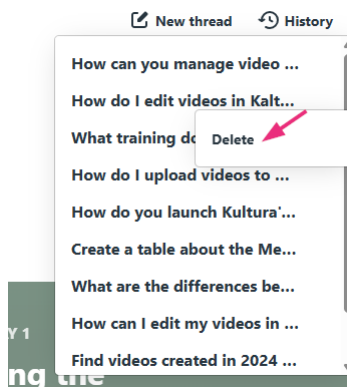 New thread History
How can you manage video ...
How do I edit videos in Kalt...
What training do
Delete
How do I upload videos to ...
How do you launch Kultura'...
Create a table about the Me...
What are the differences be...
How can I edit my videos in ...
Y 1
Find videos created in 2024 ...
ng the